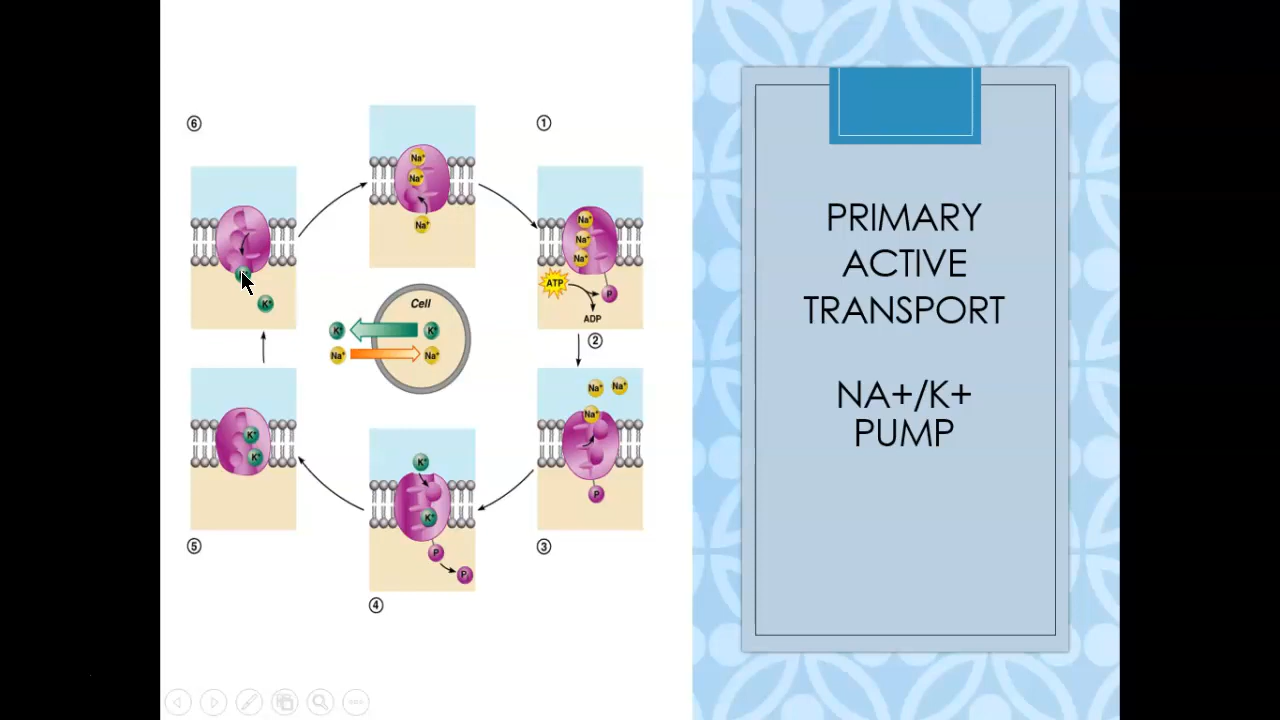 ⑥
①
Na⁺
Na⁺
Na⁺
Na⁺
Na⁺
Na⁺
ATP
P
ADP
②
K⁺
Cell
K⁺ K⁺
Na⁺ Na⁺
Na⁺ Na⁺
Na⁺
P
③
K⁺
K⁺
P
P
④
K⁺
K⁺
⑤
PRIMARY
ACTIVE
TRANSPORT
NA+/K+
PUMP